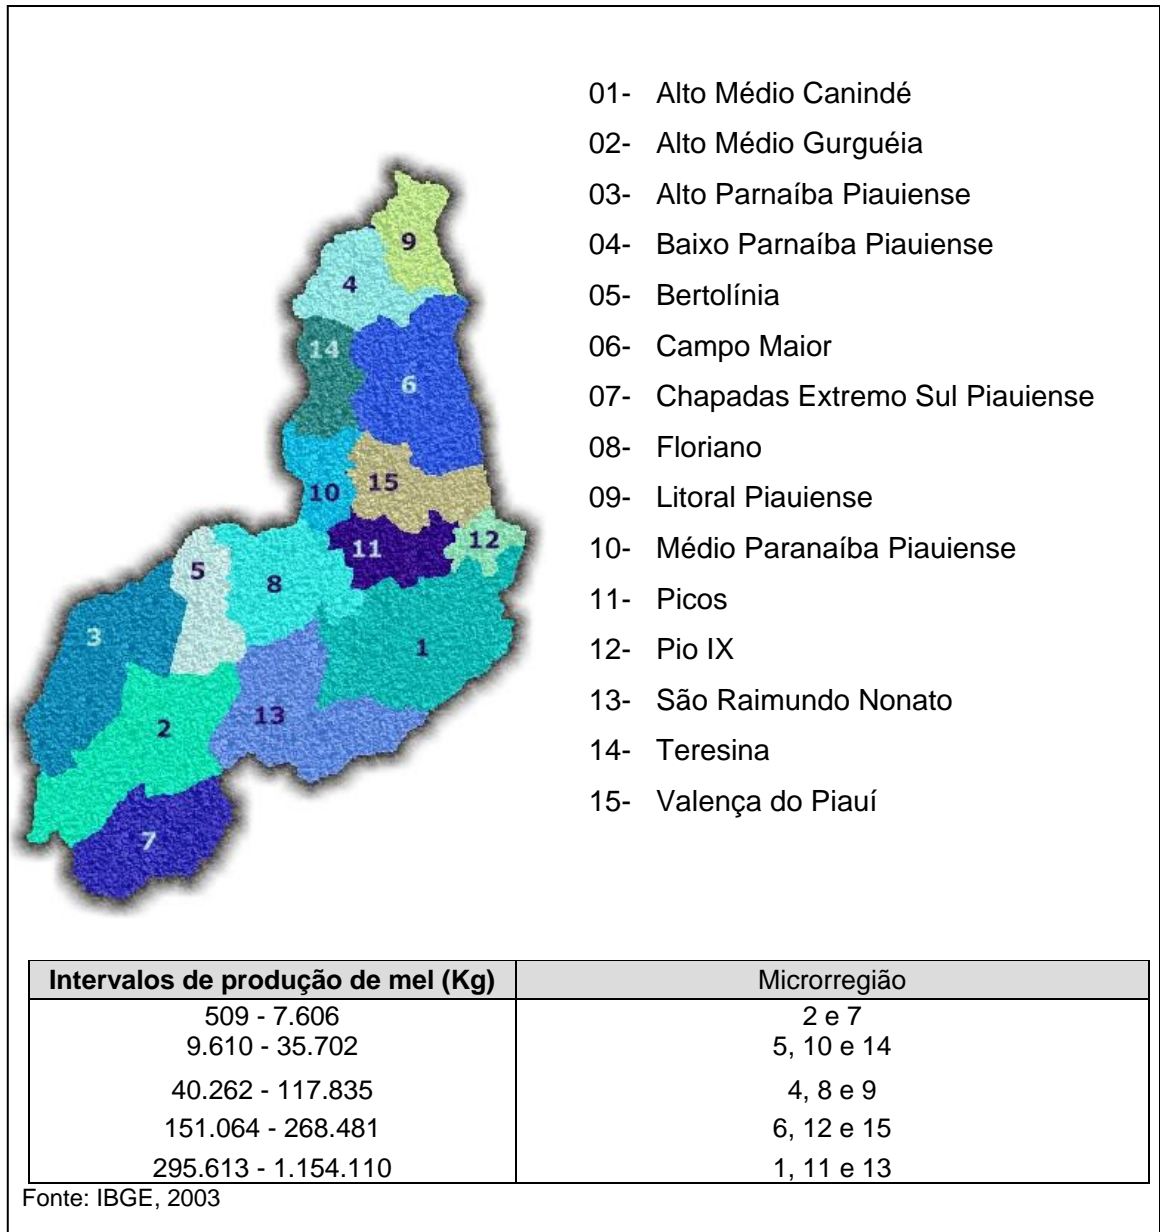 01- Alto Médio Canindé
02- Alto Médio Gurguéia
03- Alto Parnaíba Piauiense
04- Baixo Parnaíba Piauiense
05- Bertolínia
06- Campo Maior
07- Chapadas Extremo Sul Piauiense
08- Floriano
09- Litoral Piauiense
10- Médio Paranaíba Piauiense
11- Picos
12- Pio IX
13- São Raimundo Nonato
14- Teresina
15- Valença do Piauí
9
4
14
6
15
10
12
11
5
8
3
1
13
2
7
Intervalos de produção de mel (Kg) Microrregião
509 - 7.606 2 e 7
9.610 - 35.702 5, 10 e 14
40.262 - 117.835 4, 8 e 9
151.064 - 268.481 6, 12 e 15
295.613 - 1.154.110 1, 11 e 13
Fonte: IBGE, 2003